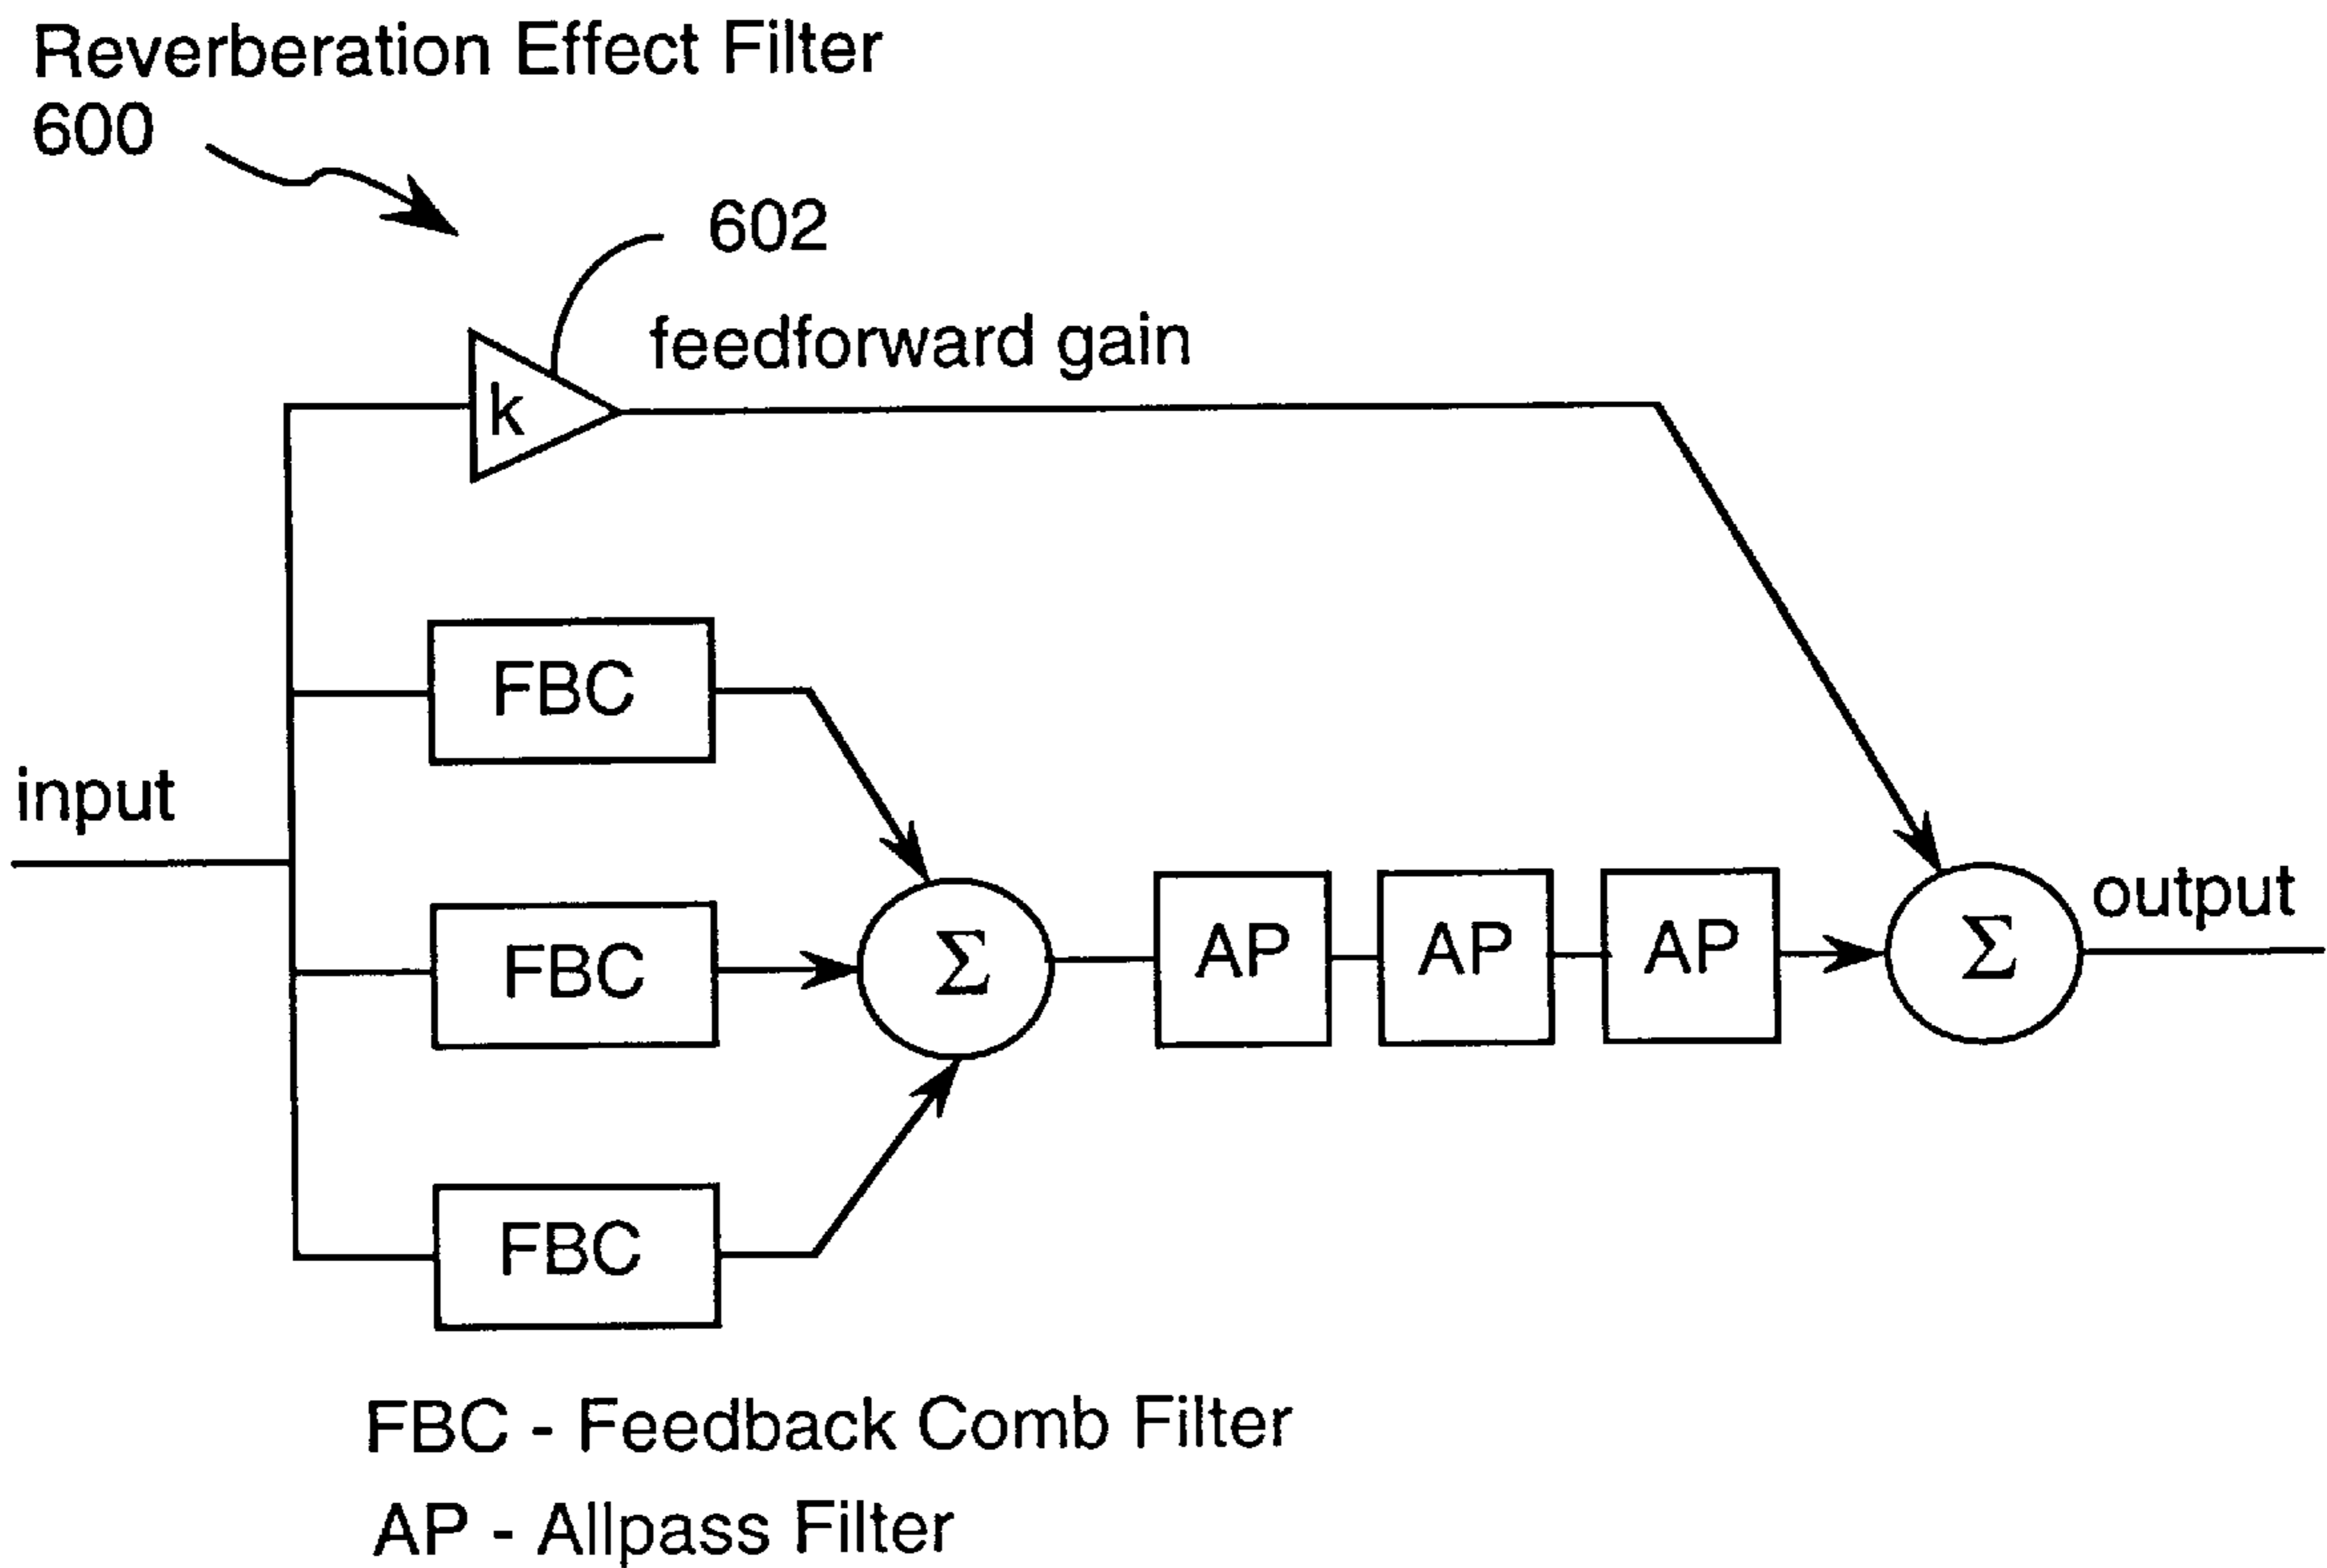 Reverberation Effect Filter
600
602
feedforward gain
k
FBC
input
FBC
Σ
AP
AP
AP
Σ
output
FBC
FBC - Feedback Comb Filter
AP - Allpass Filter